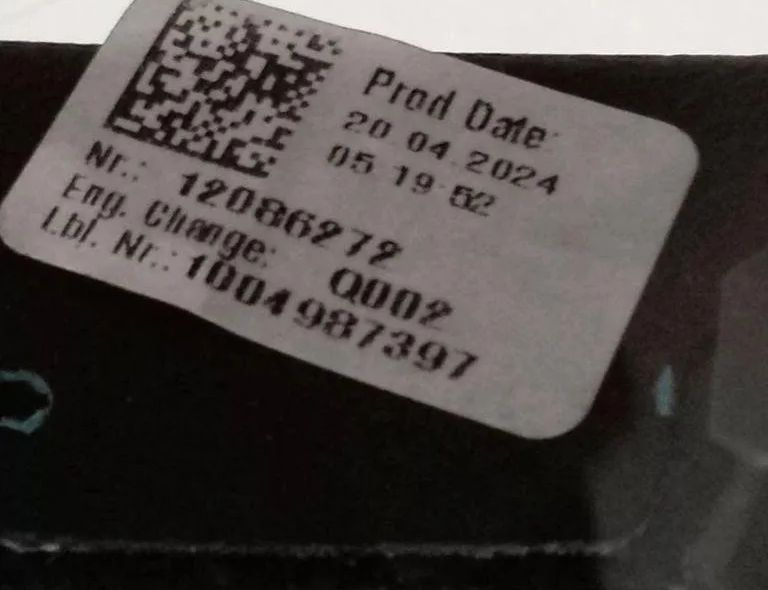 Prod Date:
20 04 2024
05 19 52
Nr.: 12086272
Eng. Change: Q002
Lbl. Nr.: 1004987397